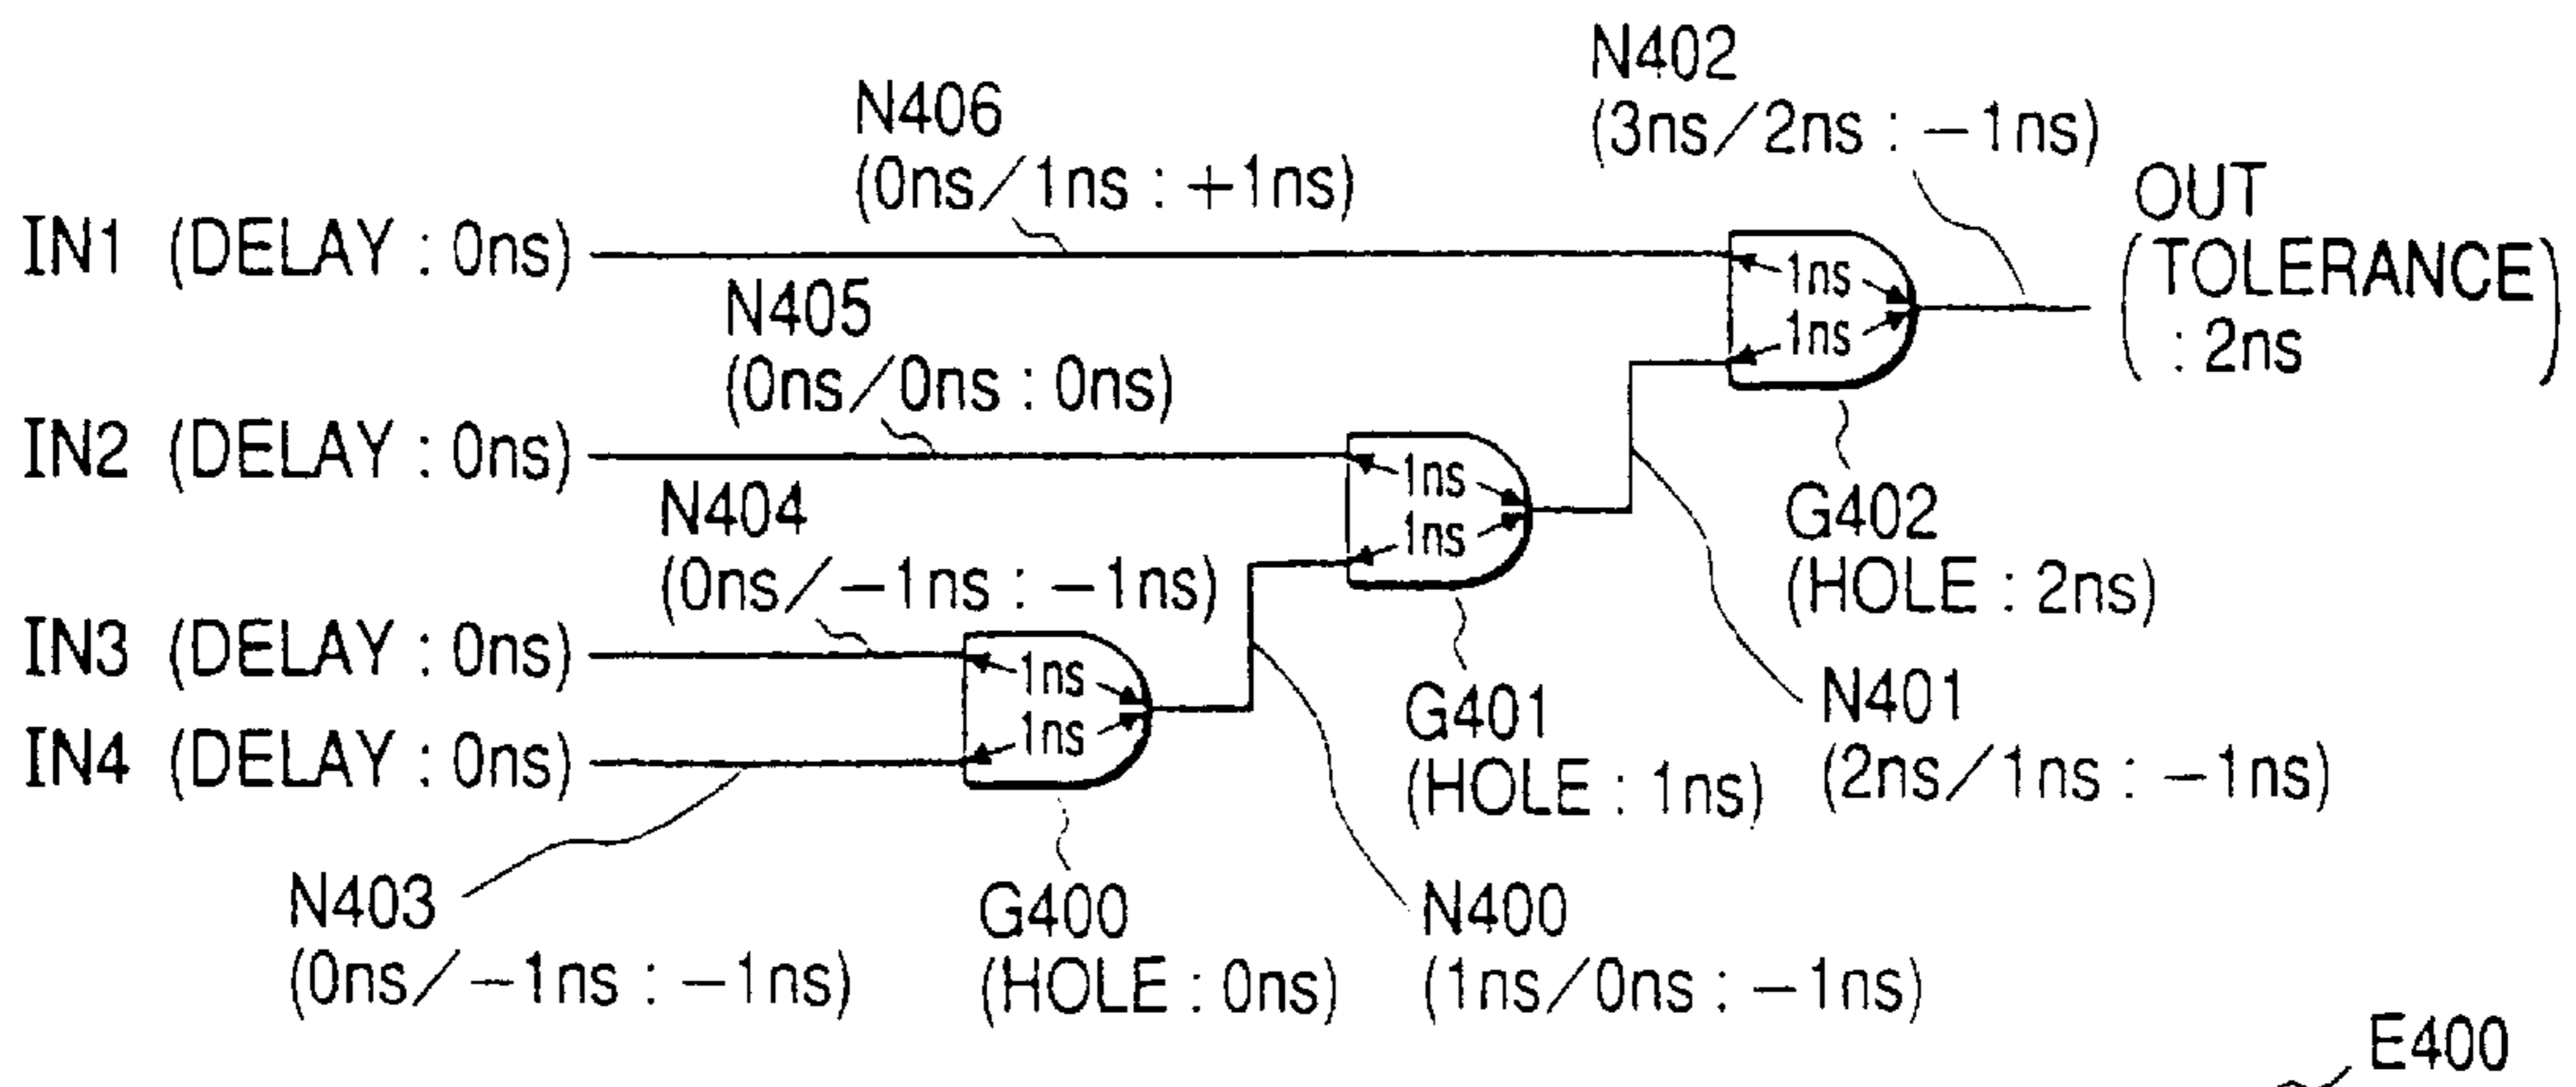 N402
(3ns/2ns : −1ns)
N406
(0ns/1ns : +1ns)
OUT
(TOLERANCE
: 2ns)
IN1 (DELAY : 0ns)
1ns
1ns
N405
(0ns/0ns : 0ns)
IN2 (DELAY : 0ns)
1ns
1ns
G402
(HOLE : 2ns)
N404
(0ns/−1ns : −1ns)
IN3 (DELAY : 0ns)
1ns
1ns
IN4 (DELAY : 0ns)
G401
(HOLE : 1ns)
N401
(2ns/1ns : −1ns)
N403
(0ns/−1ns : −1ns)
G400
(HOLE : 0ns)
N400
(1ns/0ns : −1ns)
E400